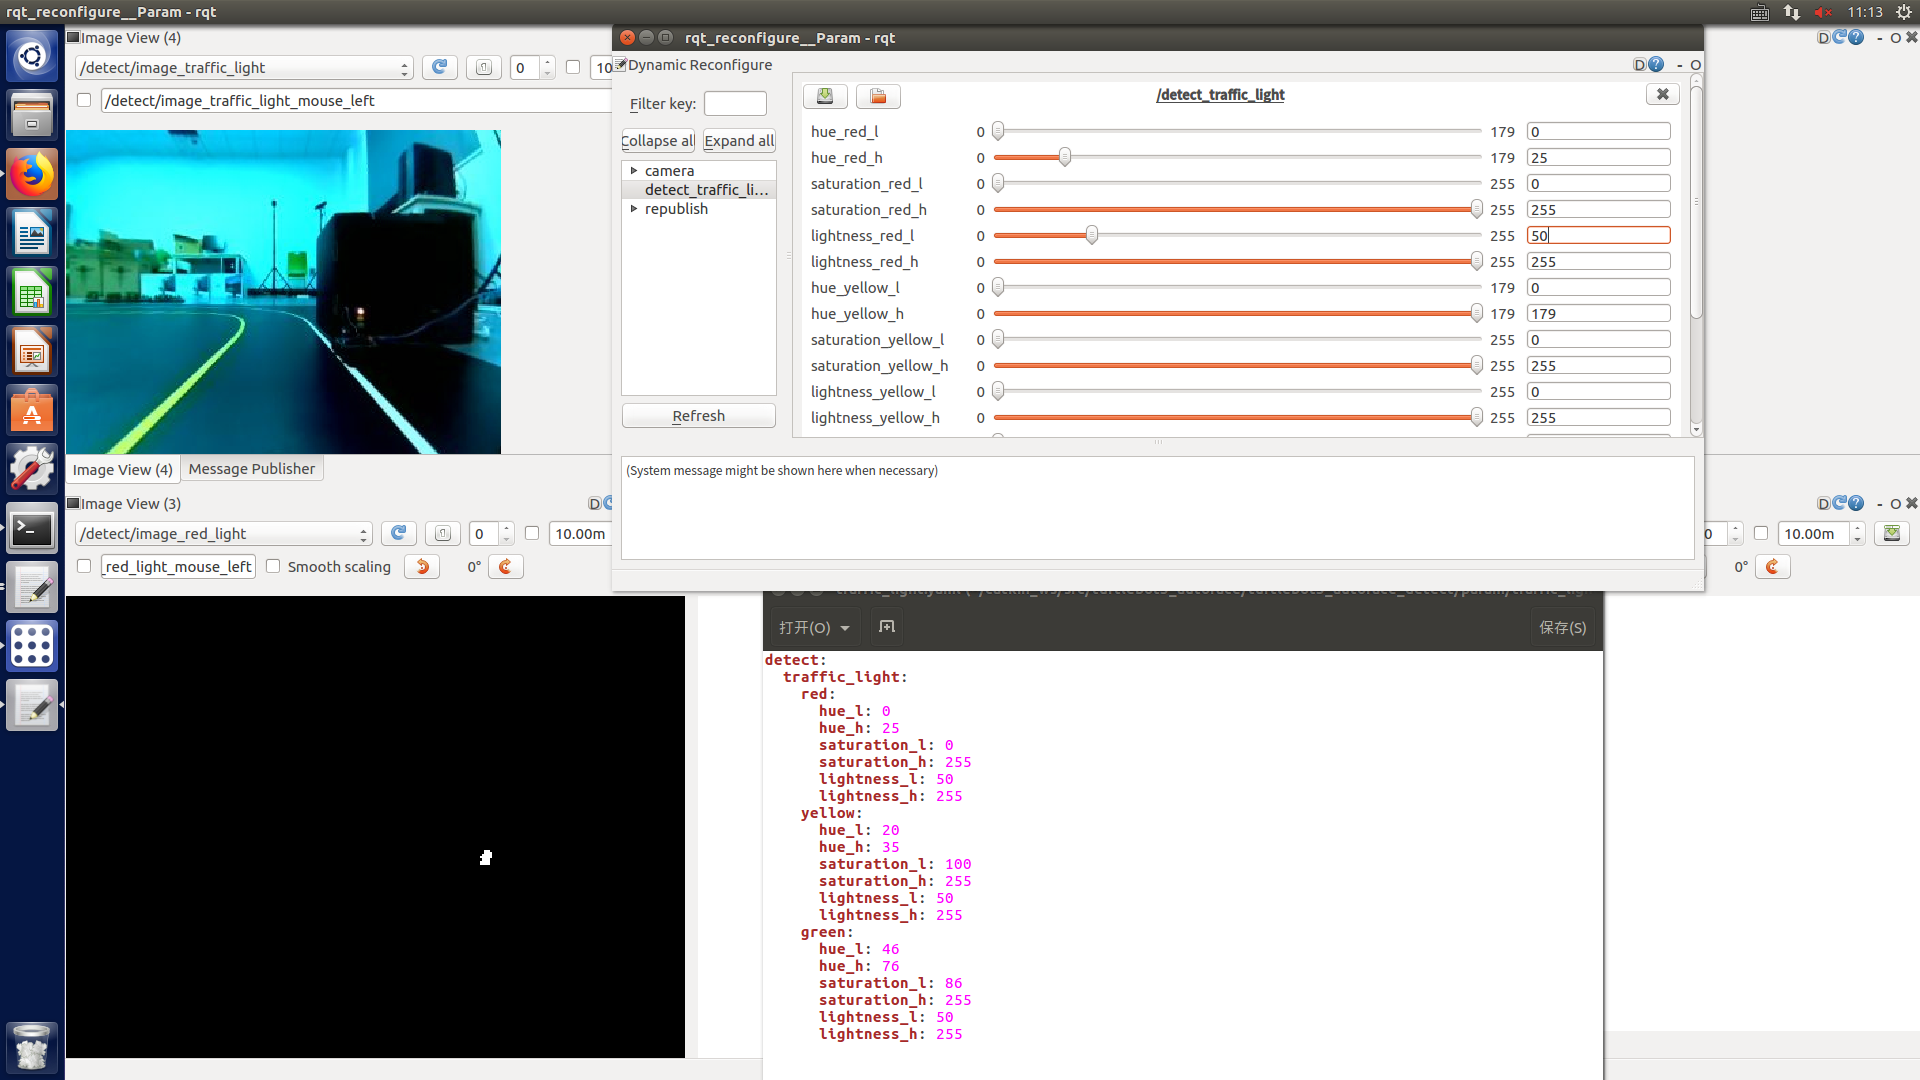 rqt_reconfigure__Param - rqt
11:13
Image View (4)
/detect/image_traffic_light
0
10
/detect/image_traffic_light_mouse_left
Image View (4)
Message Publisher
Image View (3)
D
/detect/image_red_light
0
10.00m
_red_light_mouse_left
Smooth scaling
0°
rqt_reconfigure__Param - rqt
Dynamic Reconfigure
D
- O
Filter key:
Collapse all
Expand all
camera
detect_traffic_li...
republish
Refresh
/detect_traffic_light
hue_red_l 0 179 0
hue_red_h 0 179 25
saturation_red_l 0 255 0
saturation_red_h 0 255 255
lightness_red_l 0 255 50
lightness_red_h 0 255 255
hue_yellow_l 0 179 0
hue_yellow_h 0 179 179
saturation_yellow_l 0 255 0
saturation_yellow_h 0 255 255
lightness_yellow_l 0 255 0
lightness_yellow_h 0 255 255
(System message might be shown here when necessary)
D
- O
D
- O
0
10.00m
0°
打开(O)
保存(S)
detect:
traffic_light:
red:
hue_l: 0
hue_h: 25
saturation_l: 0
saturation_h: 255
lightness_l: 50
lightness_h: 255
yellow:
hue_l: 20
hue_h: 35
saturation_l: 100
saturation_h: 255
lightness_l: 50
lightness_h: 255
green:
hue_l: 46
hue_h: 76
saturation_l: 86
saturation_h: 255
lightness_l: 50
lightness_h: 255